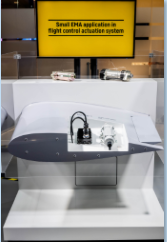 Small EMA application in
flight control actuation system